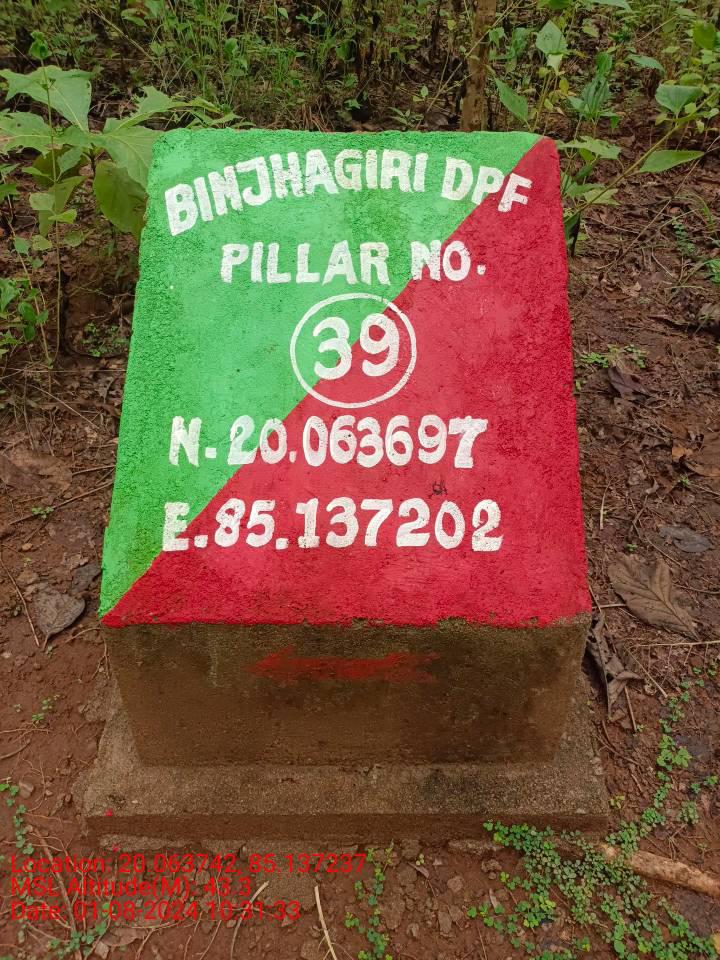 BINJHAGIRI DPF
PILLAR NO.
39
N. 20.063697
E. 85.137202
Location: 20.063742, 85.137237
MSL Altitude(M): 43.3
Date: 01-08-2024 10:31:33